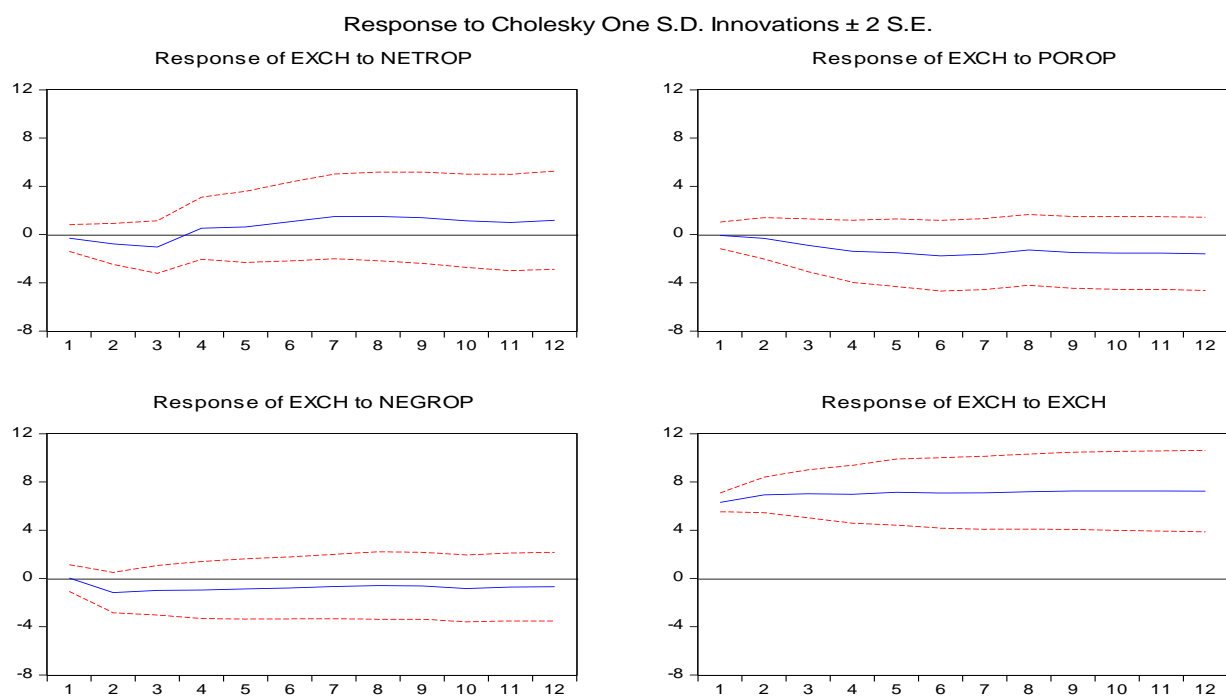 Response to Cholesky One S.D. Innovations ± 2 S.E.
Response of EXCH to NETROP
12
8
4
0
-4
-8
1 2 3 4 5 6 7 8 9 10 11 12
Response of EXCH to POROP
12
8
4
0
-4
-8
1 2 3 4 5 6 7 8 9 10 11 12
Response of EXCH to NEGROP
12
8
4
0
-4
-8
1 2 3 4 5 6 7 8 9 10 11 12
Response of EXCH to EXCH
12
8
4
0
-4
-8
1 2 3 4 5 6 7 8 9 10 11 12